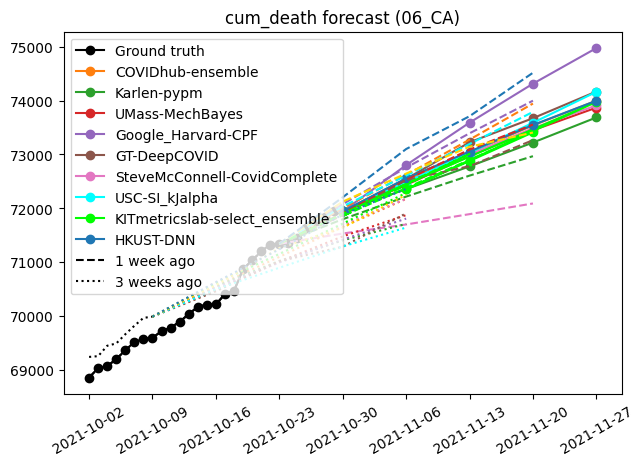 cum_death forecast (06_CA)
75000
74000
73000
72000
71000
70000
69000
Ground truth
COVIDhub-ensemble
Karlen-pypm
UMass-MechBayes
Google_Harvard-CPF
GT-DeepCOVID
SteveMcConnell-CovidComplete
USC-SI_kJalpha
KITmetricslab-select_ensemble
HKUST-DNN
1 week ago
3 weeks ago
2021-10-02
2021-10-09
2021-10-16
2021-10-23
2021-10-30
2021-11-06
2021-11-13
2021-11-20
2021-11-27